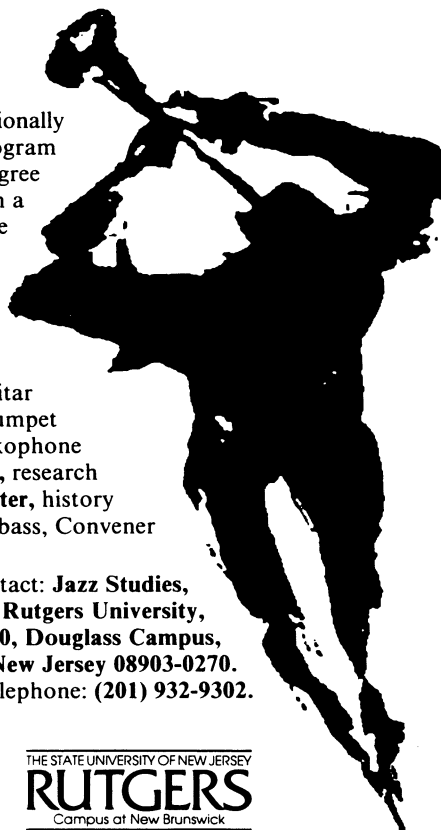 ionally
ogram
gree
n a
e
itar
umpet
xophone
, research
ter, history
bass, Convener
tact: Jazz Studies,
Rutgers University,
0, Douglass Campus,
New Jersey 08903-0270.
lephone: (201) 932-9302.
THE STATE UNIVERSITY OF NEW JERSEY
RUTGERS
Campus at New Brunswick